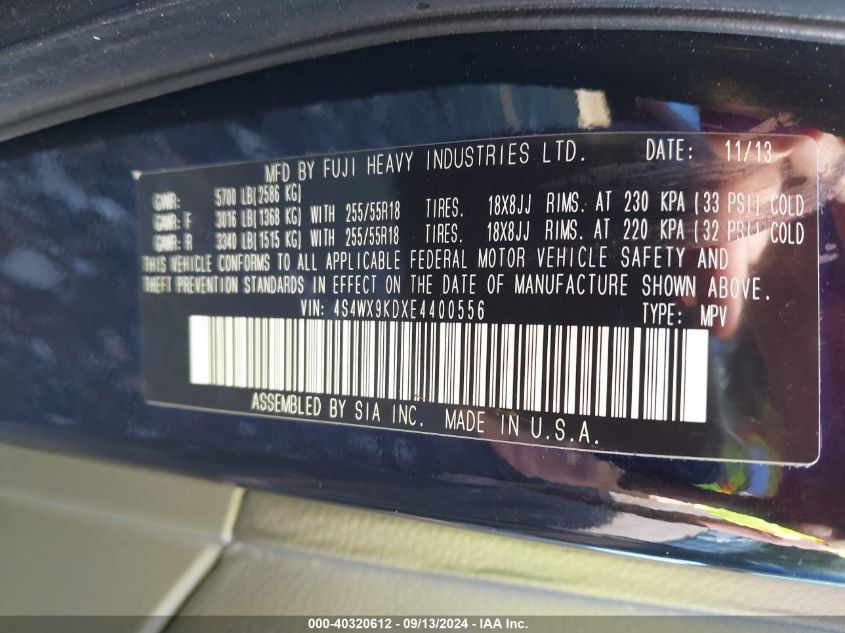 MFD BY FUJI HEAVY INDUSTRIES LTD. DATE: 11/13
GVWR: 5700 LB(2586 KG)
GAWR: F 3016 LB(1368 KG) WITH 255/55R18 TIRES. 18X8JJ RIMS. AT 230 KPA (33 PSI) COLD
GAWR: R 3340 LB(1515 KG) WITH 255/55R18 TIRES. 18X8JJ RIMS. AT 220 KPA (32 PSI) COLD
THIS VEHICLE CONFORMS TO ALL APPLICABLE FEDERAL MOTOR VEHICLE SAFETY AND
THEFT PREVENTION STANDARDS IN EFFECT ON THE DATE OF MANUFACTURE SHOWN ABOVE.
VIN: 4S4WX9KDXE4400556 TYPE: MPV
ASSEMBLED BY SIA INC. MADE IN U.S.A.
000-40320612 - 09/13/2024 - IAA Inc.